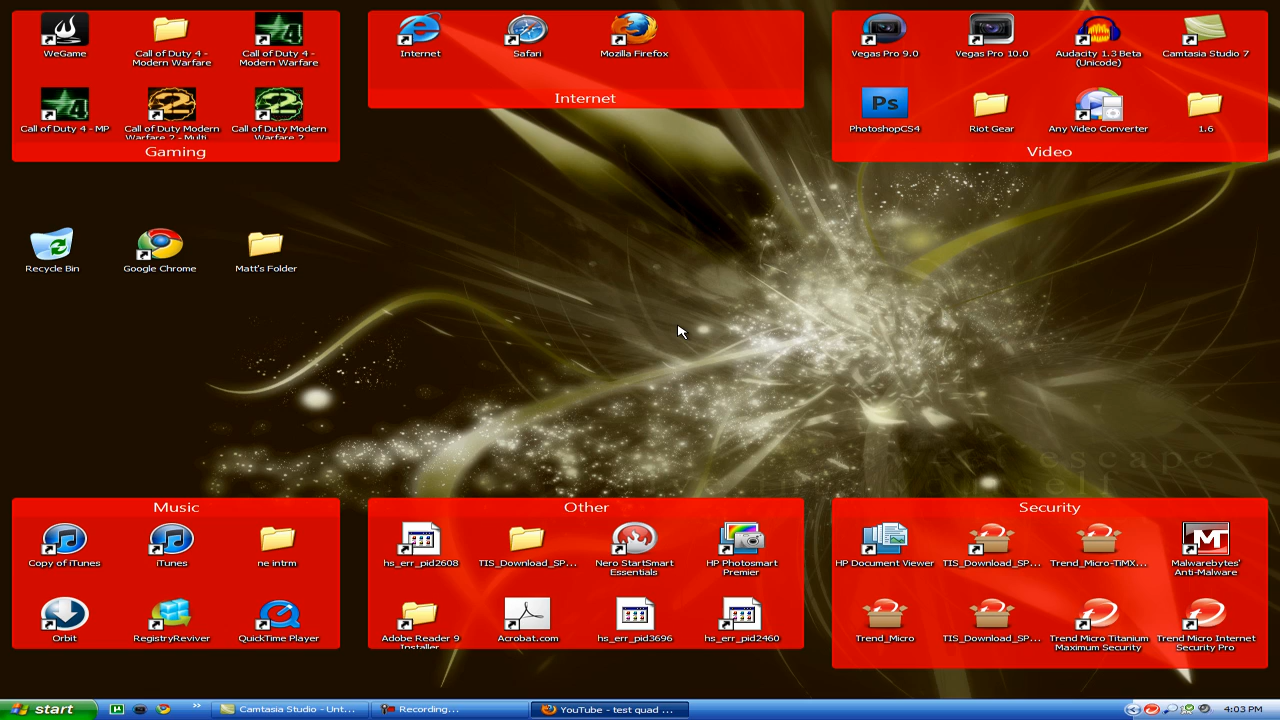 WeGame
Call of Duty 4 -
Modern Warfare
Call of Duty 4 -
Modern Warfare
Call of Duty 4 - MP
Call of Duty Modern
Warfare 2 - Multi
Call of Duty Modern
Warfare 2
Gaming
Internet
Safari
Mozilla Firefox
Internet
Vegas Pro 9.0
Vegas Pro 10.0
Audacity 1.3 Beta
(Unicode)
Camtasia Studio 7
Ps
PhotoshopCS4
Riot Gear
Any Video Converter
1.6
Video
Recycle Bin
Google Chrome
Matt's Folder
escape
self
Music
Copy of iTunes
iTunes
ne intrm
Orbit
RegistryReviver
QuickTime Player
Other
hs_err_pid2608
TIS_Download_SP...
Nero StartSmart
Essentials
HP Photosmart
Premier
Adobe Reader 9
Installer
Acrobat.com
hs_err_pid3696
hs_err_pid2460
Security
HP Document Viewer
TIS_Download_SP...
Trend_Micro-TiMX...
Malwarebytes'
Anti-Malware
Trend_Micro
TIS_Download_SP...
Trend Micro Titanium
Maximum Security
Trend Micro Internet
Security Pro
start
Camtasia Studio - Unt...
Recording...
YouTube - test quad ...
4:03 PM